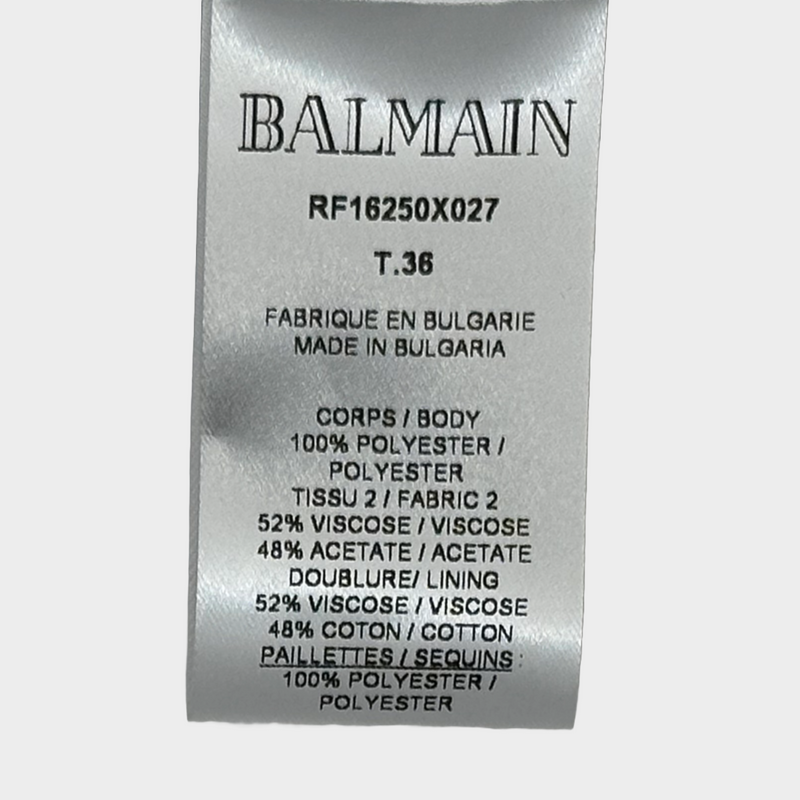 BALMAIN
RF16250X027
T.36
FABRIQUE EN BULGARIE
MADE IN BULGARIA
CORPS / BODY
100% POLYESTER /
POLYESTER
TISSU 2 / FABRIC 2
52% VISCOSE / VISCOSE
48% ACETATE / ACETATE
DOUBLURE/ LINING
52% VISCOSE / VISCOSE
48% COTON / COTTON
PAILLETTES / SEQUINS :
100% POLYESTER /
POLYESTER